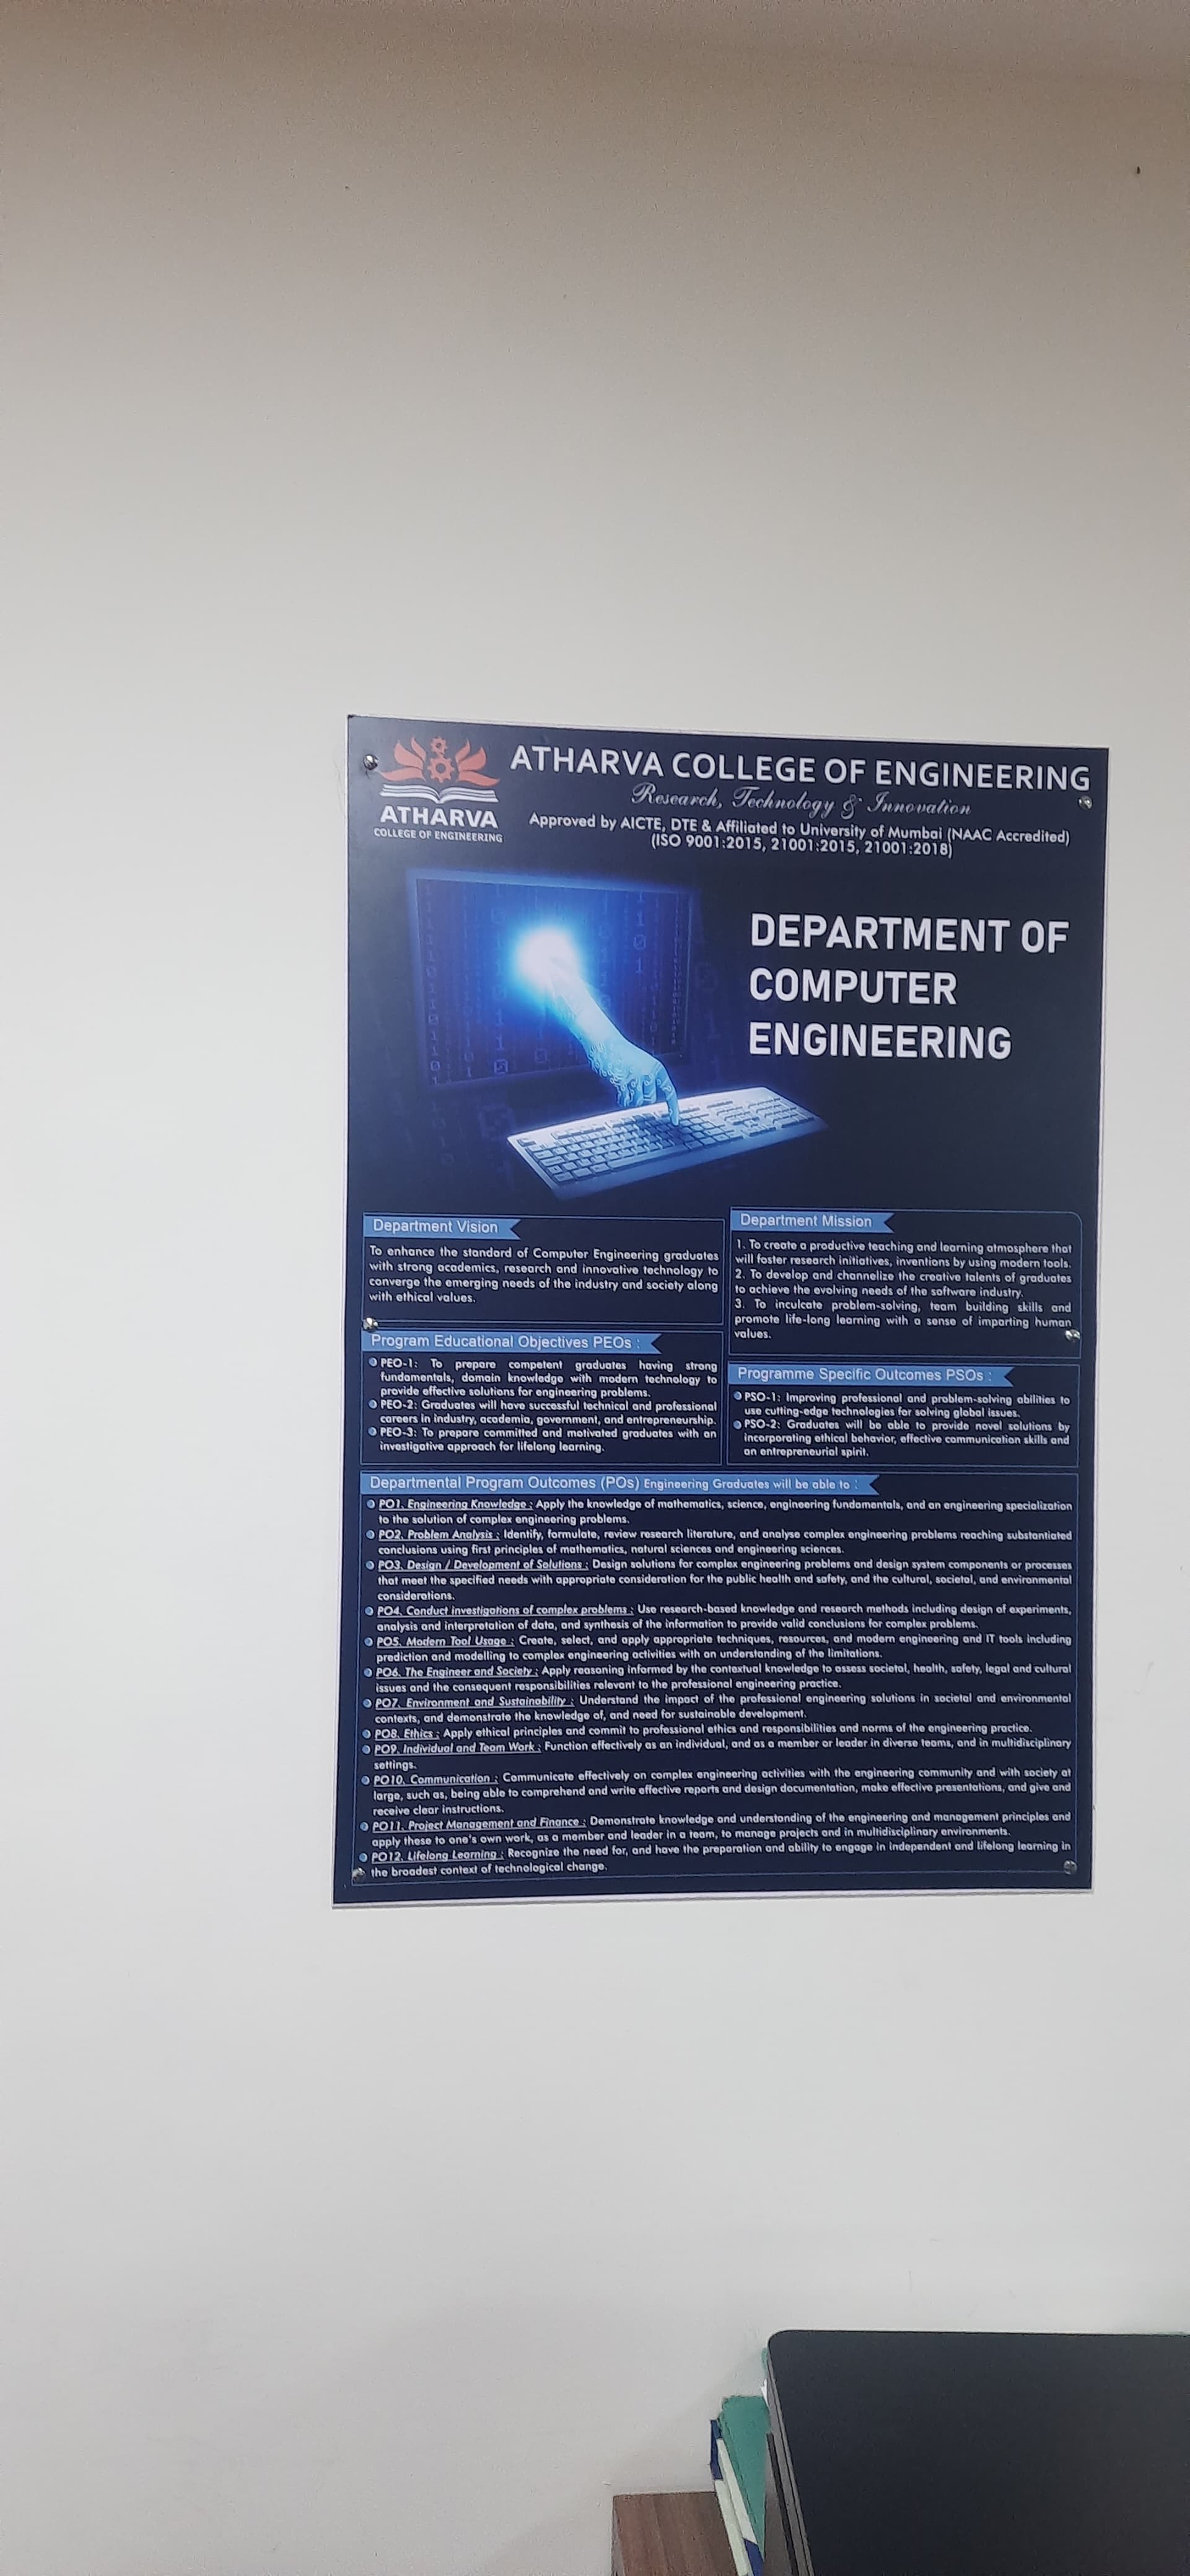 ATHARVA
COLLEGE OF ENGINEERING
ATHARVA COLLEGE OF ENGINEERING
Research, Technology & Innovation
Approved by AICTE, DTE & Affiliated to University of Mumbai (NAAC Accredited)
(ISO 9001:2015, 21001:2015, 21001:2018)
DEPARTMENT OF
COMPUTER
ENGINEERING
Department Vision
To enhance the standard of Computer Engineering graduates
with strong academics, research and innovative technology to
converge the emerging needs of the industry and society along
with ethical values.
Department Mission
1. To create a productive teaching and learning atmosphere that
will foster research initiatives, inventions by using modern tools.
2. To develop and channelize the creative talents of graduates
to achieve the evolving needs of the software industry.
3. To inculcate problem-solving, team building skills and
promote life-long learning with a sense of imparting human
values.
Program Educational Objectives PEOs :
PEO-1: To prepare competent graduates having strong
fundamentals, domain knowledge with modern technology to
provide effective solutions for engineering problems.
PEO-2: Graduates will have successful technical and professional
careers in industry, academia, government, and entrepreneurship.
PEO-3: To prepare committed and motivated graduates with an
investigative approach for lifelong learning.
Programme Specific Outcomes PSOs :
PSO-1: Improving professional and problem-solving abilities to
use cutting-edge technologies for solving global issues.
PSO-2: Graduates will be able to provide novel solutions by
incorporating ethical behavior, effective communication skills and
an entrepreneurial spirit.
Departmental Program Outcomes (POs) Engineering Graduates will be able to :
PO1. Engineering Knowledge : Apply the knowledge of mathematics, science, engineering fundamentals, and an engineering specialization
to the solution of complex engineering problems.
PO2. Problem Analysis : Identify, formulate, review research literature, and analyse complex engineering problems reaching substantiated
conclusions using first principles of mathematics, natural sciences and engineering sciences.
PO3. Design / Development of Solutions : Design solutions for complex engineering problems and design system components or processes
that meet the specified needs with appropriate consideration for the public health and safety, and the cultural, societal, and environmental
considerations.
PO4. Conduct investigations of complex problems : Use research-based knowledge and research methods including design of experiments,
analysis and interpretation of data, and synthesis of the information to provide valid conclusions for complex problems.
PO5. Modern Tool Usage : Create, select, and apply appropriate techniques, resources, and modern engineering and IT tools including
prediction and modelling to complex engineering activities with an understanding of the limitations.
PO6. The Engineer and Society : Apply reasoning informed by the contextual knowledge to assess societal, health, safety, legal and cultural
issues and the consequent responsibilities relevant to the professional engineering practice.
PO7. Environment and Sustainability : Understand the impact of the professional engineering solutions in societal and environmental
contexts, and demonstrate the knowledge of, and need for sustainable development.
PO8. Ethics : Apply ethical principles and commit to professional ethics and responsibilities and norms of the engineering practice.
PO9. Individual and Team Work : Function effectively as an individual, and as a member or leader in diverse teams, and in multidisciplinary
settings.
PO10. Communication : Communicate effectively on complex engineering activities with the engineering community and with society at
large, such as, being able to comprehend and write effective reports and design documentation, make effective presentations, and give and
receive clear instructions.
PO11. Project Management and Finance : Demonstrate knowledge and understanding of the engineering and management principles and
apply these to one's own work, as a member and leader in a team, to manage projects and in multidisciplinary environments.
PO12. Lifelong Learning : Recognize the need for, and have the preparation and ability to engage in independent and lifelong learning in
the broadest context of technological change.